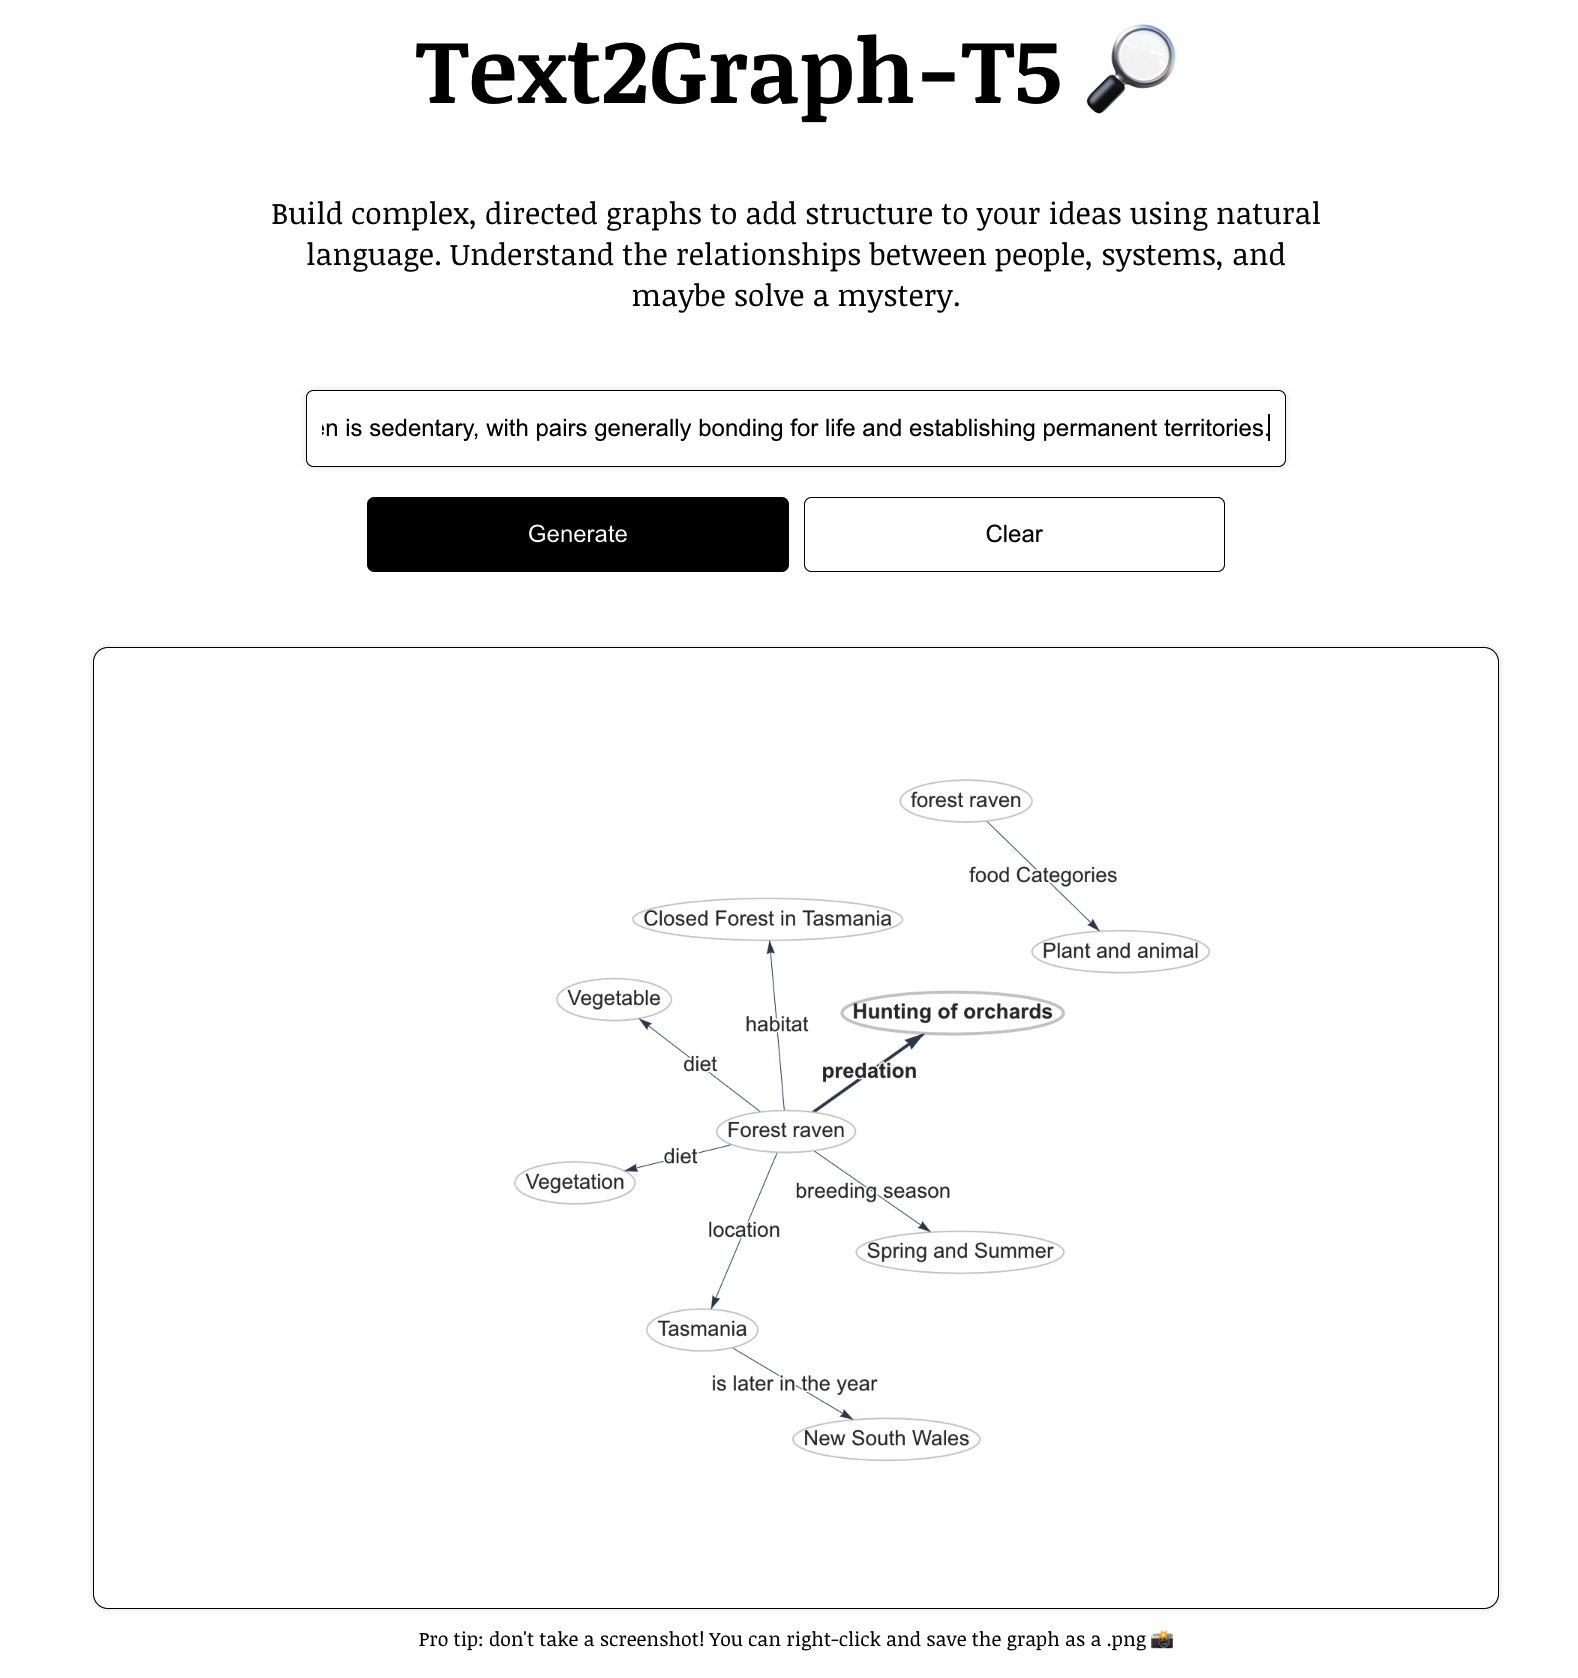 Text2Graph-T5
Build complex, directed graphs to add structure to your ideas using natural
language. Understand the relationships between people, systems, and
maybe solve a mystery.
is sedentary, with pairs generally bonding for life and establishing permanent territories.
Generate
Clear
forest raven
food Categories
Closed Forest in Tasmania
Plant and animal
Vegetable
Hunting of orchards
habitat
diet
predation
Forest raven
diet
Vegetation
breeding season
location
Spring and Summer
Tasmania
is later in the year
New South Wales
Pro tip: don't take a screenshot! You can right-click and save the graph as a .png